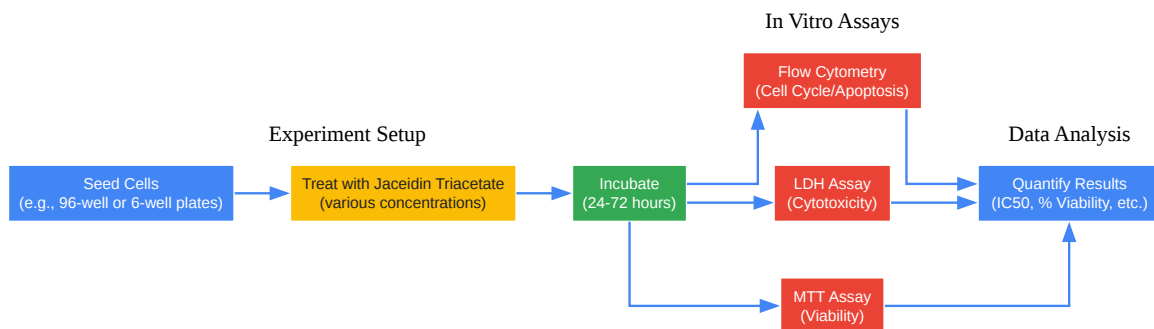 In Vitro Assays
Flow Cytometry
(Cell Cycle/Apoptosis)
Experiment Setup
Data Analysis
Seed Cells
(e.g., 96-well or 6-well plates)
Treat with Jaceidin Triacetate
(various concentrations)
Incubate
(24-72 hours)
LDH Assay
(Cytotoxicity)
Quantify Results
(IC50, % Viability, etc.)
MTT Assay
(Viability)